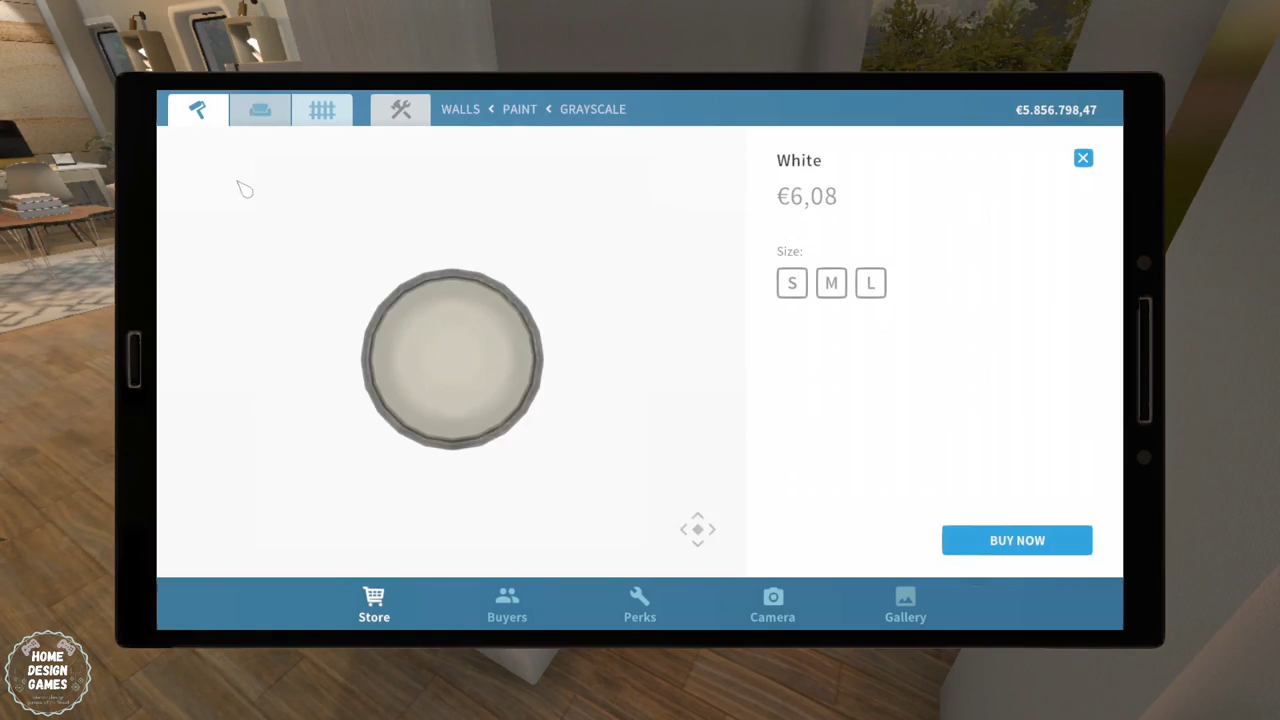 WALLS < PAINT < GRAYSCALE
€5.856.798,47
White
€6,08
Size:
S M L
BUY NOW
Store
Buyers
Perks
Camera
Gallery
HOME
DESIGN
GAMES